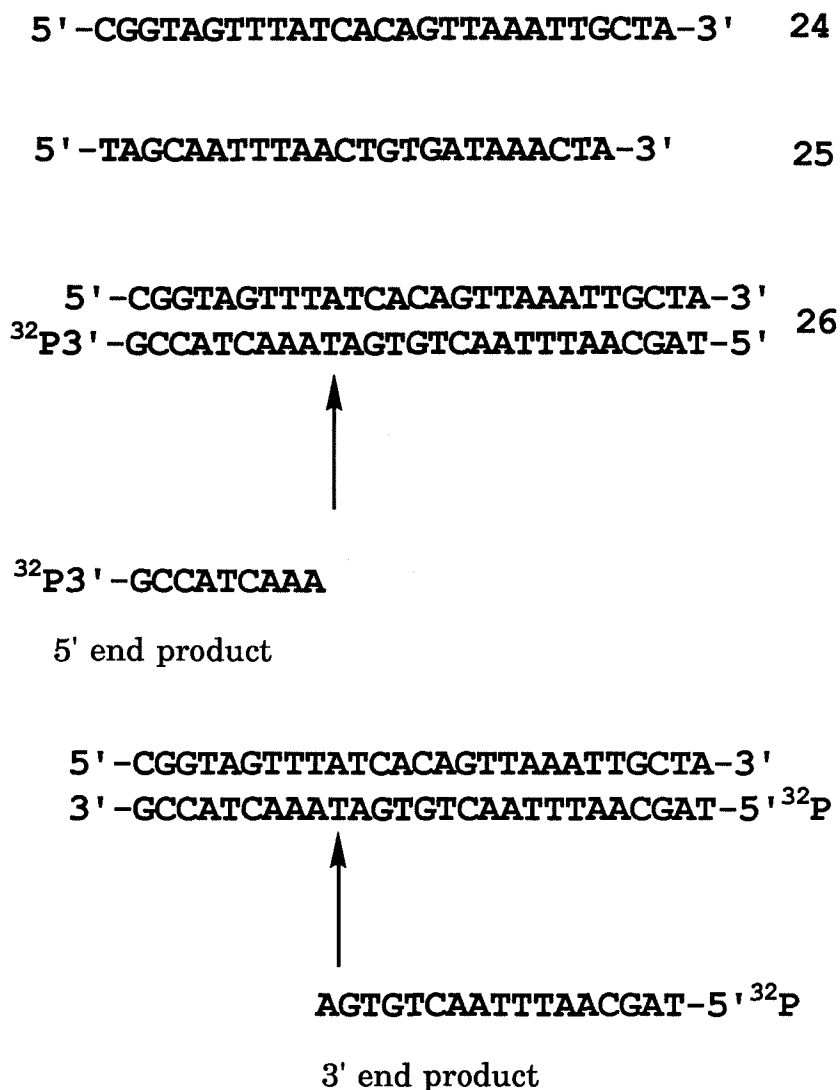 5'-CGGTAGTTTATCACAGTTAAATTGCTA-3' 24
5'-TAGCAATTTAACTGTGATAAACTA-3' 25
5'-CGGTAGTTTATCACAGTTAAATTGCTA-3'
³²P3'-GCCATCAAATAGTGTCAATTTAACGAT-5' 26
³²P3'-GCCATCAAA
5' end product
5'-CGGTAGTTTATCACAGTTAAATTGCTA-3'
3'-GCCATCAAATAGTGTCAATTTAACGAT-5'³²P
AGTGTCAATTTAACGAT-5'³²P
3' end product